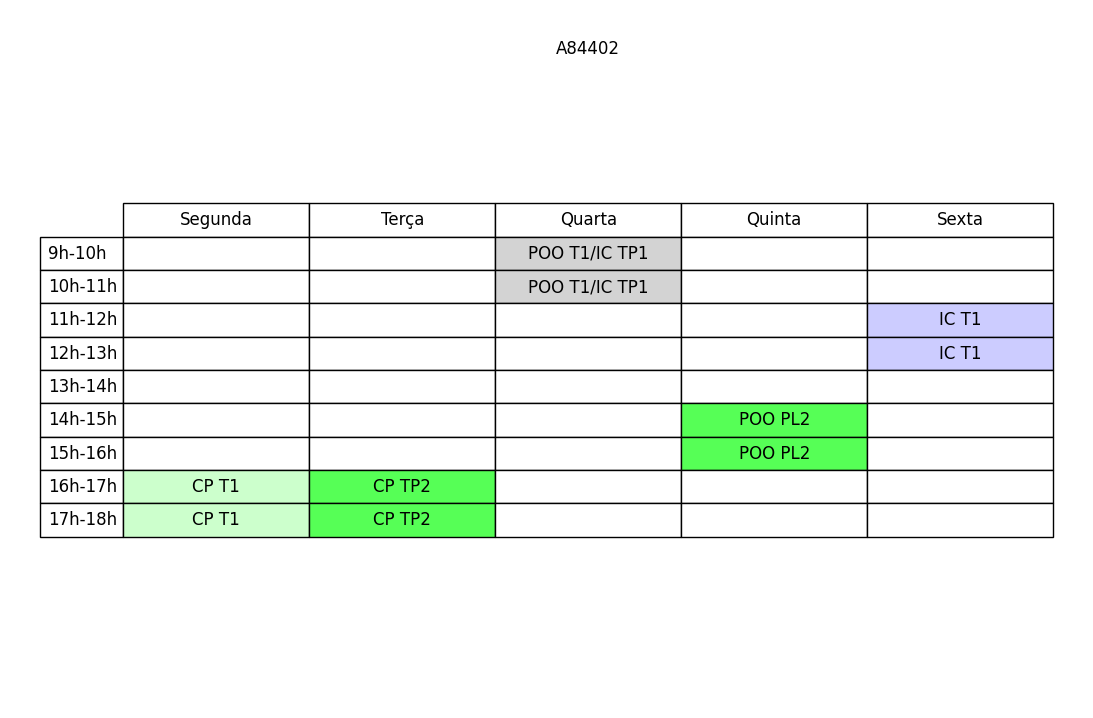 A84402
Segunda Terça Quarta Quinta Sexta
9h-10h POO T1/IC TP1
10h-11h POO T1/IC TP1
11h-12h IC T1
12h-13h IC T1
13h-14h
14h-15h POO PL2
15h-16h POO PL2
16h-17h CP T1 CP TP2
17h-18h CP T1 CP TP2